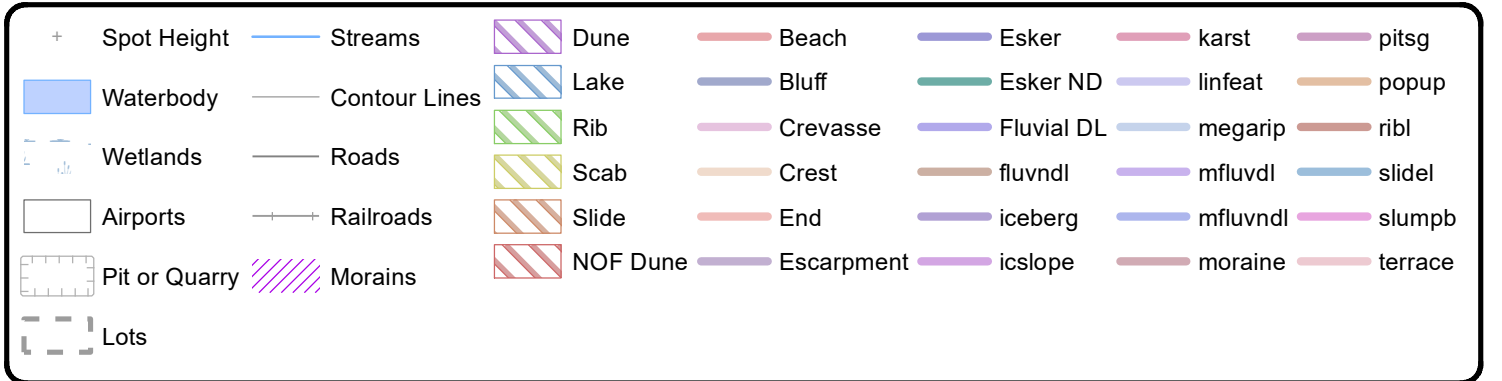 Spot Height
Waterbody
Wetlands
Airports
Pit or Quarry
Lots
Streams
Contour Lines
Roads
Railroads
Morains
Dune
Lake
Rib
Scab
Slide
NOF Dune
Beach
Bluff
Crevasse
Crest
End
Escarpment
Esker
Esker ND
Fluvial DL
fluvndl
iceberg
icslope
karst
linfeat
megarip
mfluvdl
mfluvndl
moraine
pitsg
popup
ribl
slidel
slumpb
terrace